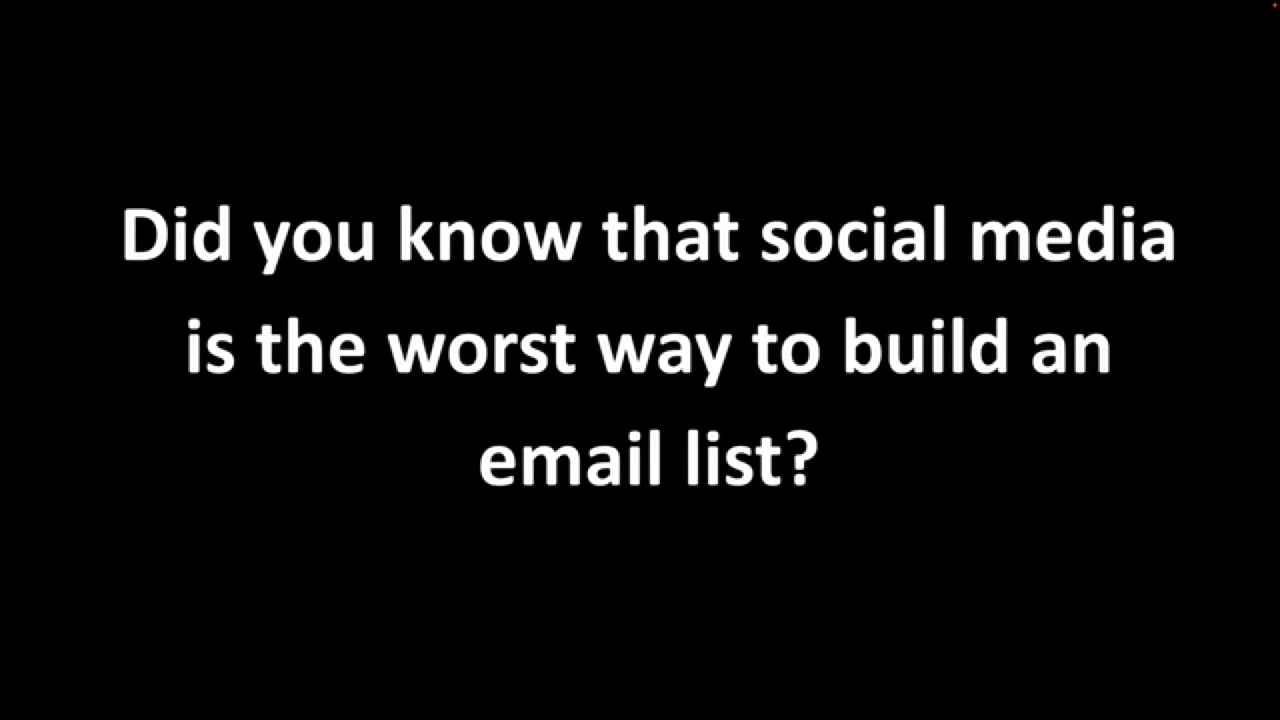 Did you know that social media
is the worst way to build an
email list?